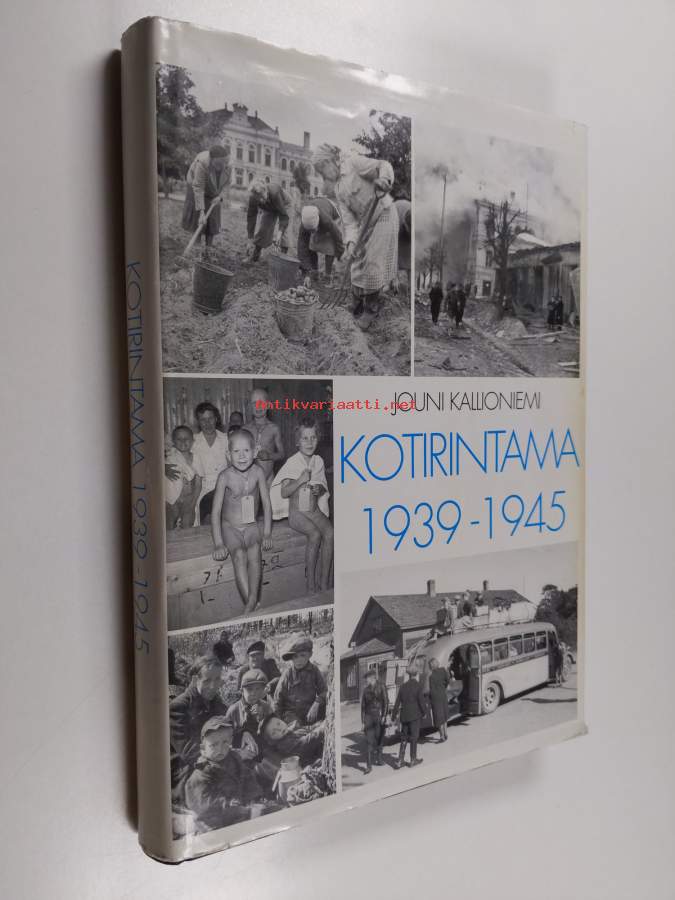 JOUNI KALLIONIEMI
KOTIRINTAMA
1939-1945
KOTIRINTAMA 1939-1945
Antikvariaatti.net